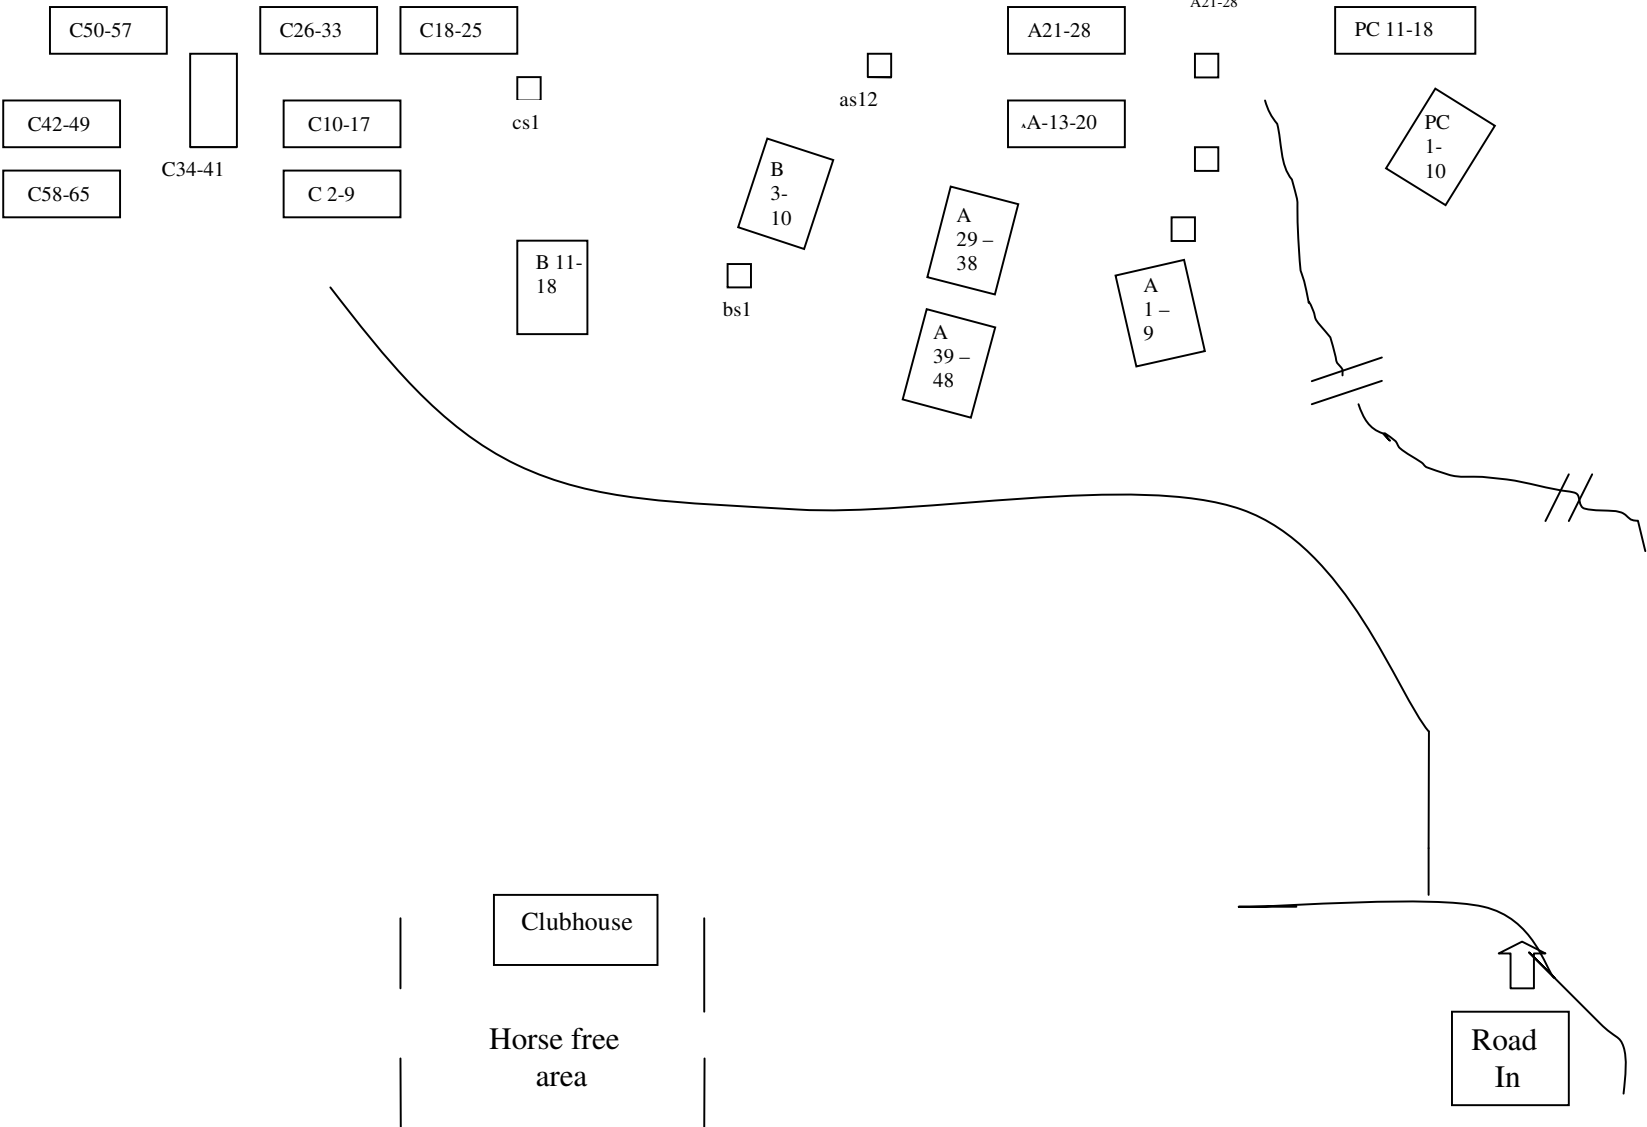 A21-28
C50-57
C26-33
C18-25
A21-28
PC 11-18
as12
C42-49
C10-17
cs1
A-13-20
PC
1-
10
C34-41
B
3-
10
C58-65
C 2-9
A
29 –
38
B 11-
18
bs1
A
1 –
9
A
39 –
48
Clubhouse
Horse free
area
Road
In